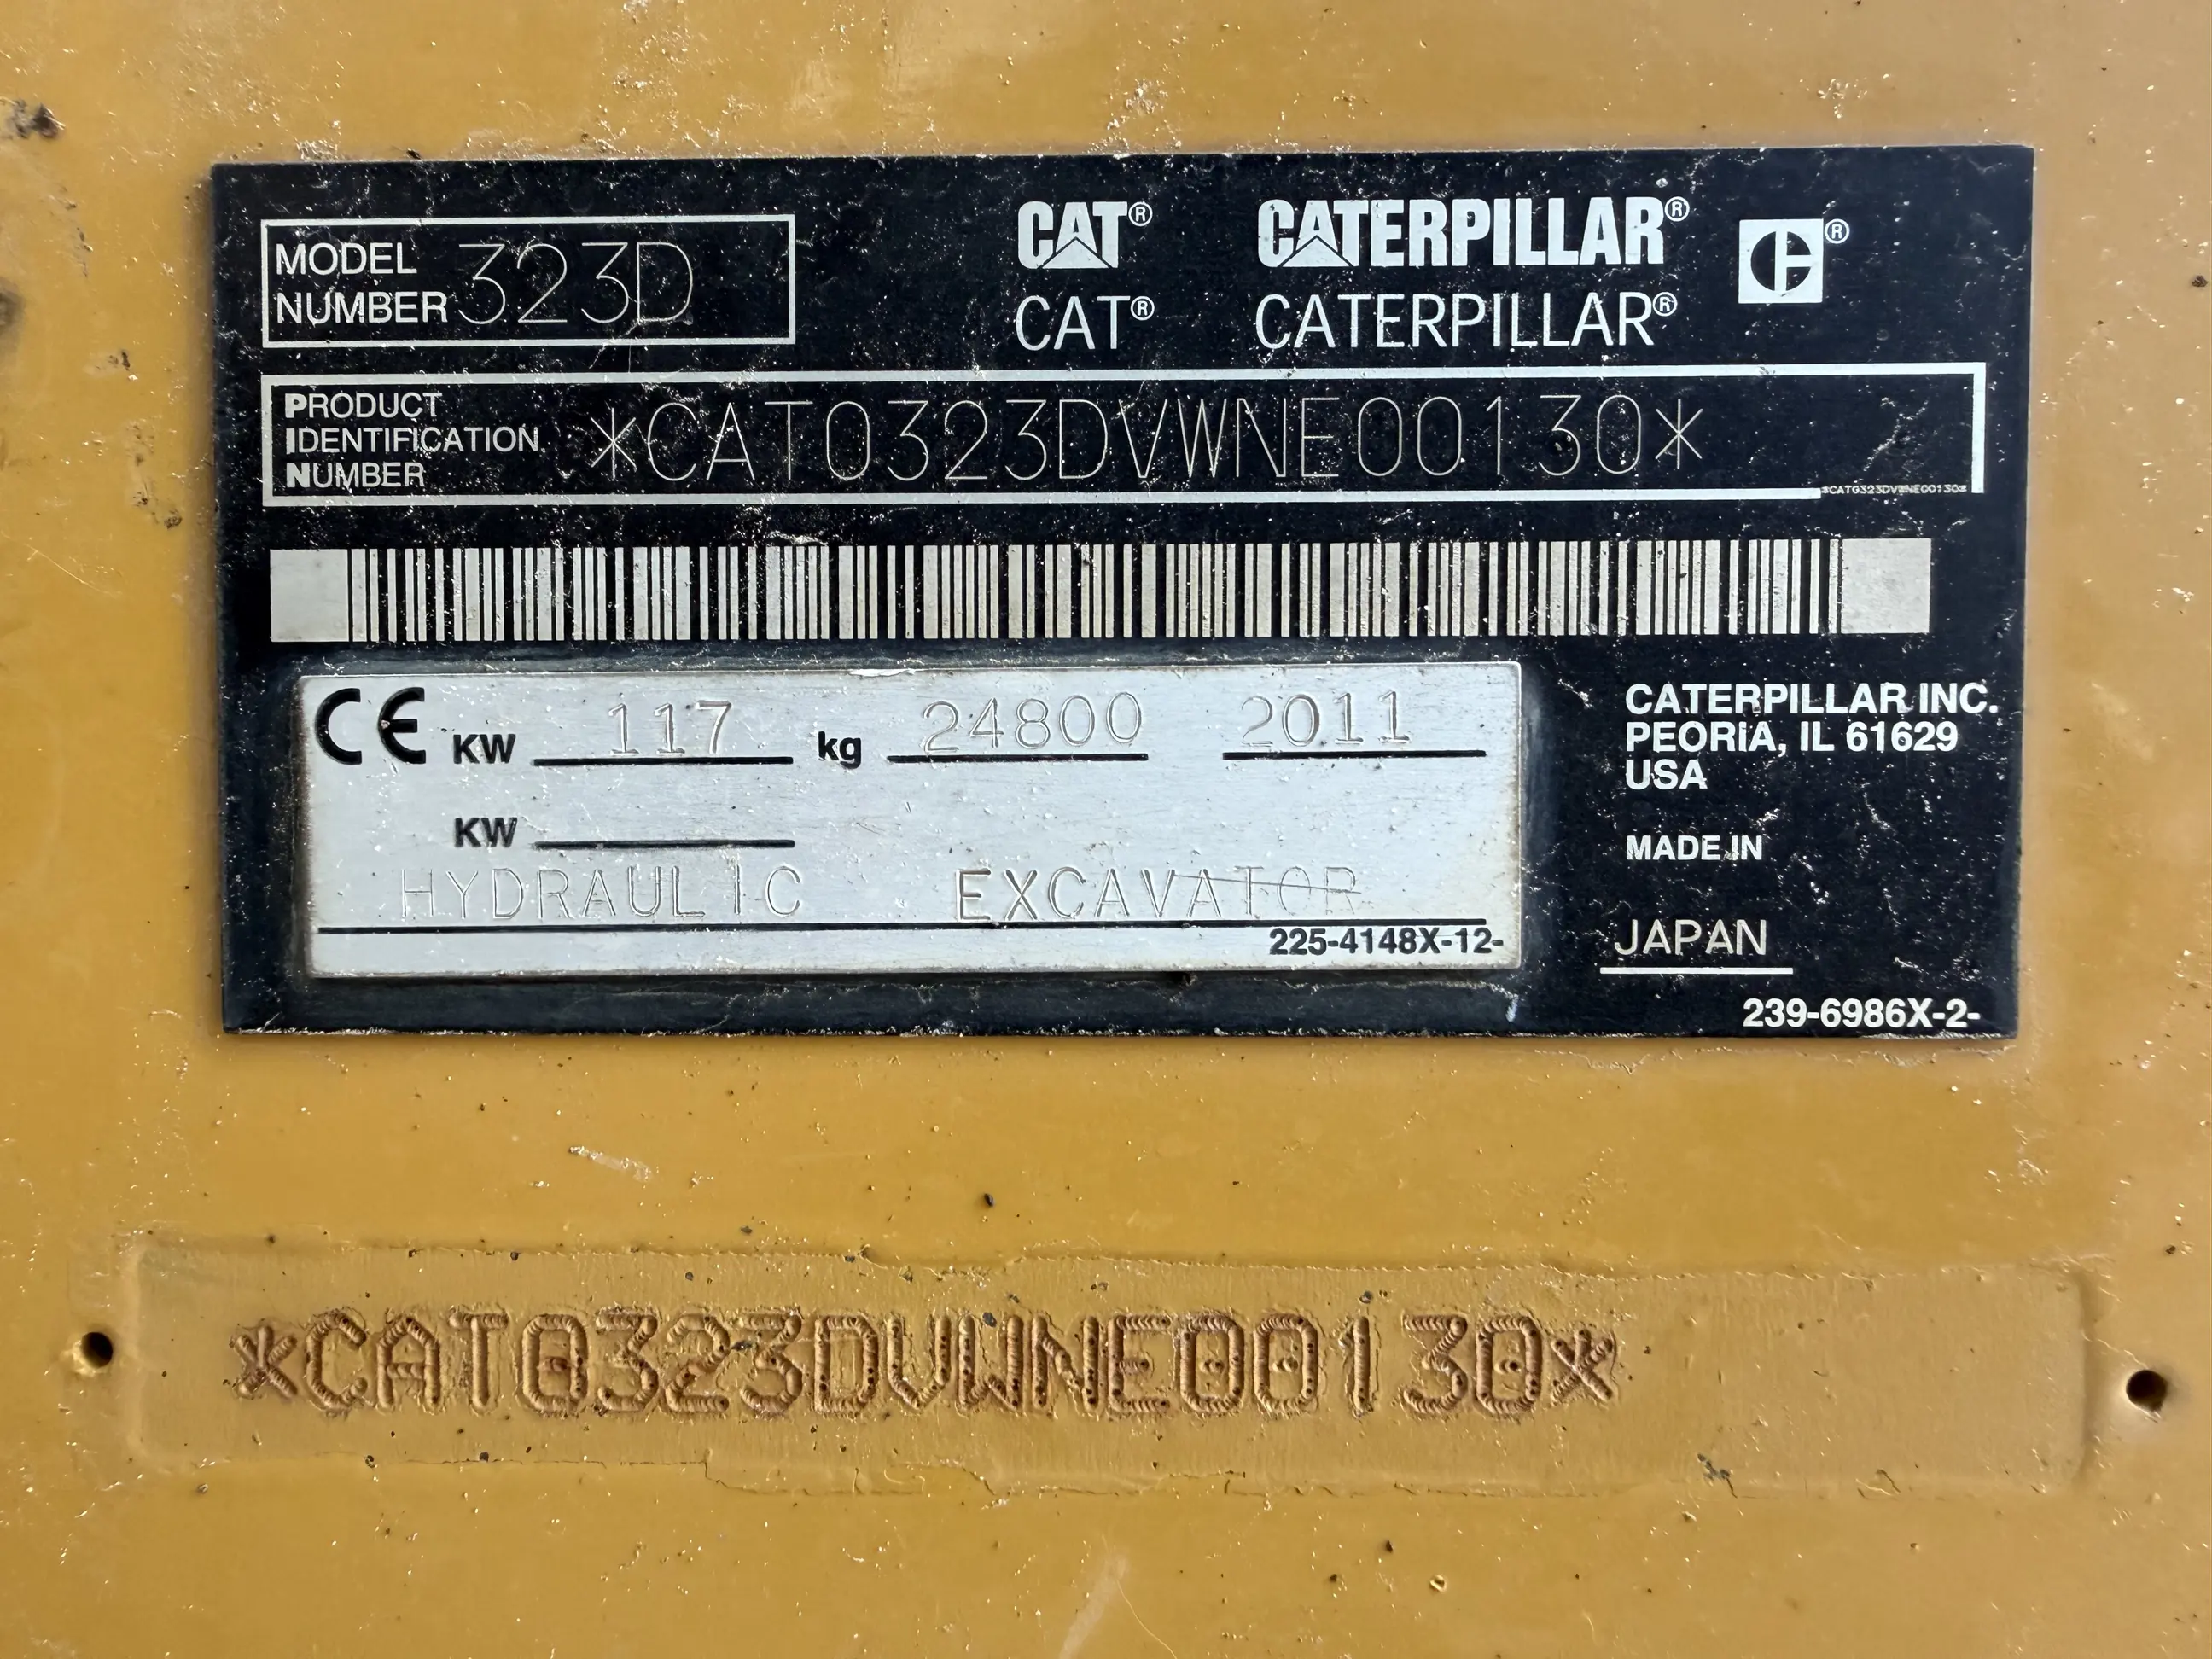 MODEL NUMBER 323D
CAT® CATERPILLAR® ®
CAT® CATERPILLAR®
PRODUCT IDENTIFICATION NUMBER *CAT0323DVWNE00130*
*CAT0323DVWNE00130*
CE KW 117 kg 24800 2011
KW
HYDRAULIC EXCAVATOR
225-4148X-12-
CATERPILLAR INC.
PEORIA, IL 61629
USA
MADE IN
JAPAN
239-6986X-2-
*CAT0323DVWNE00130*